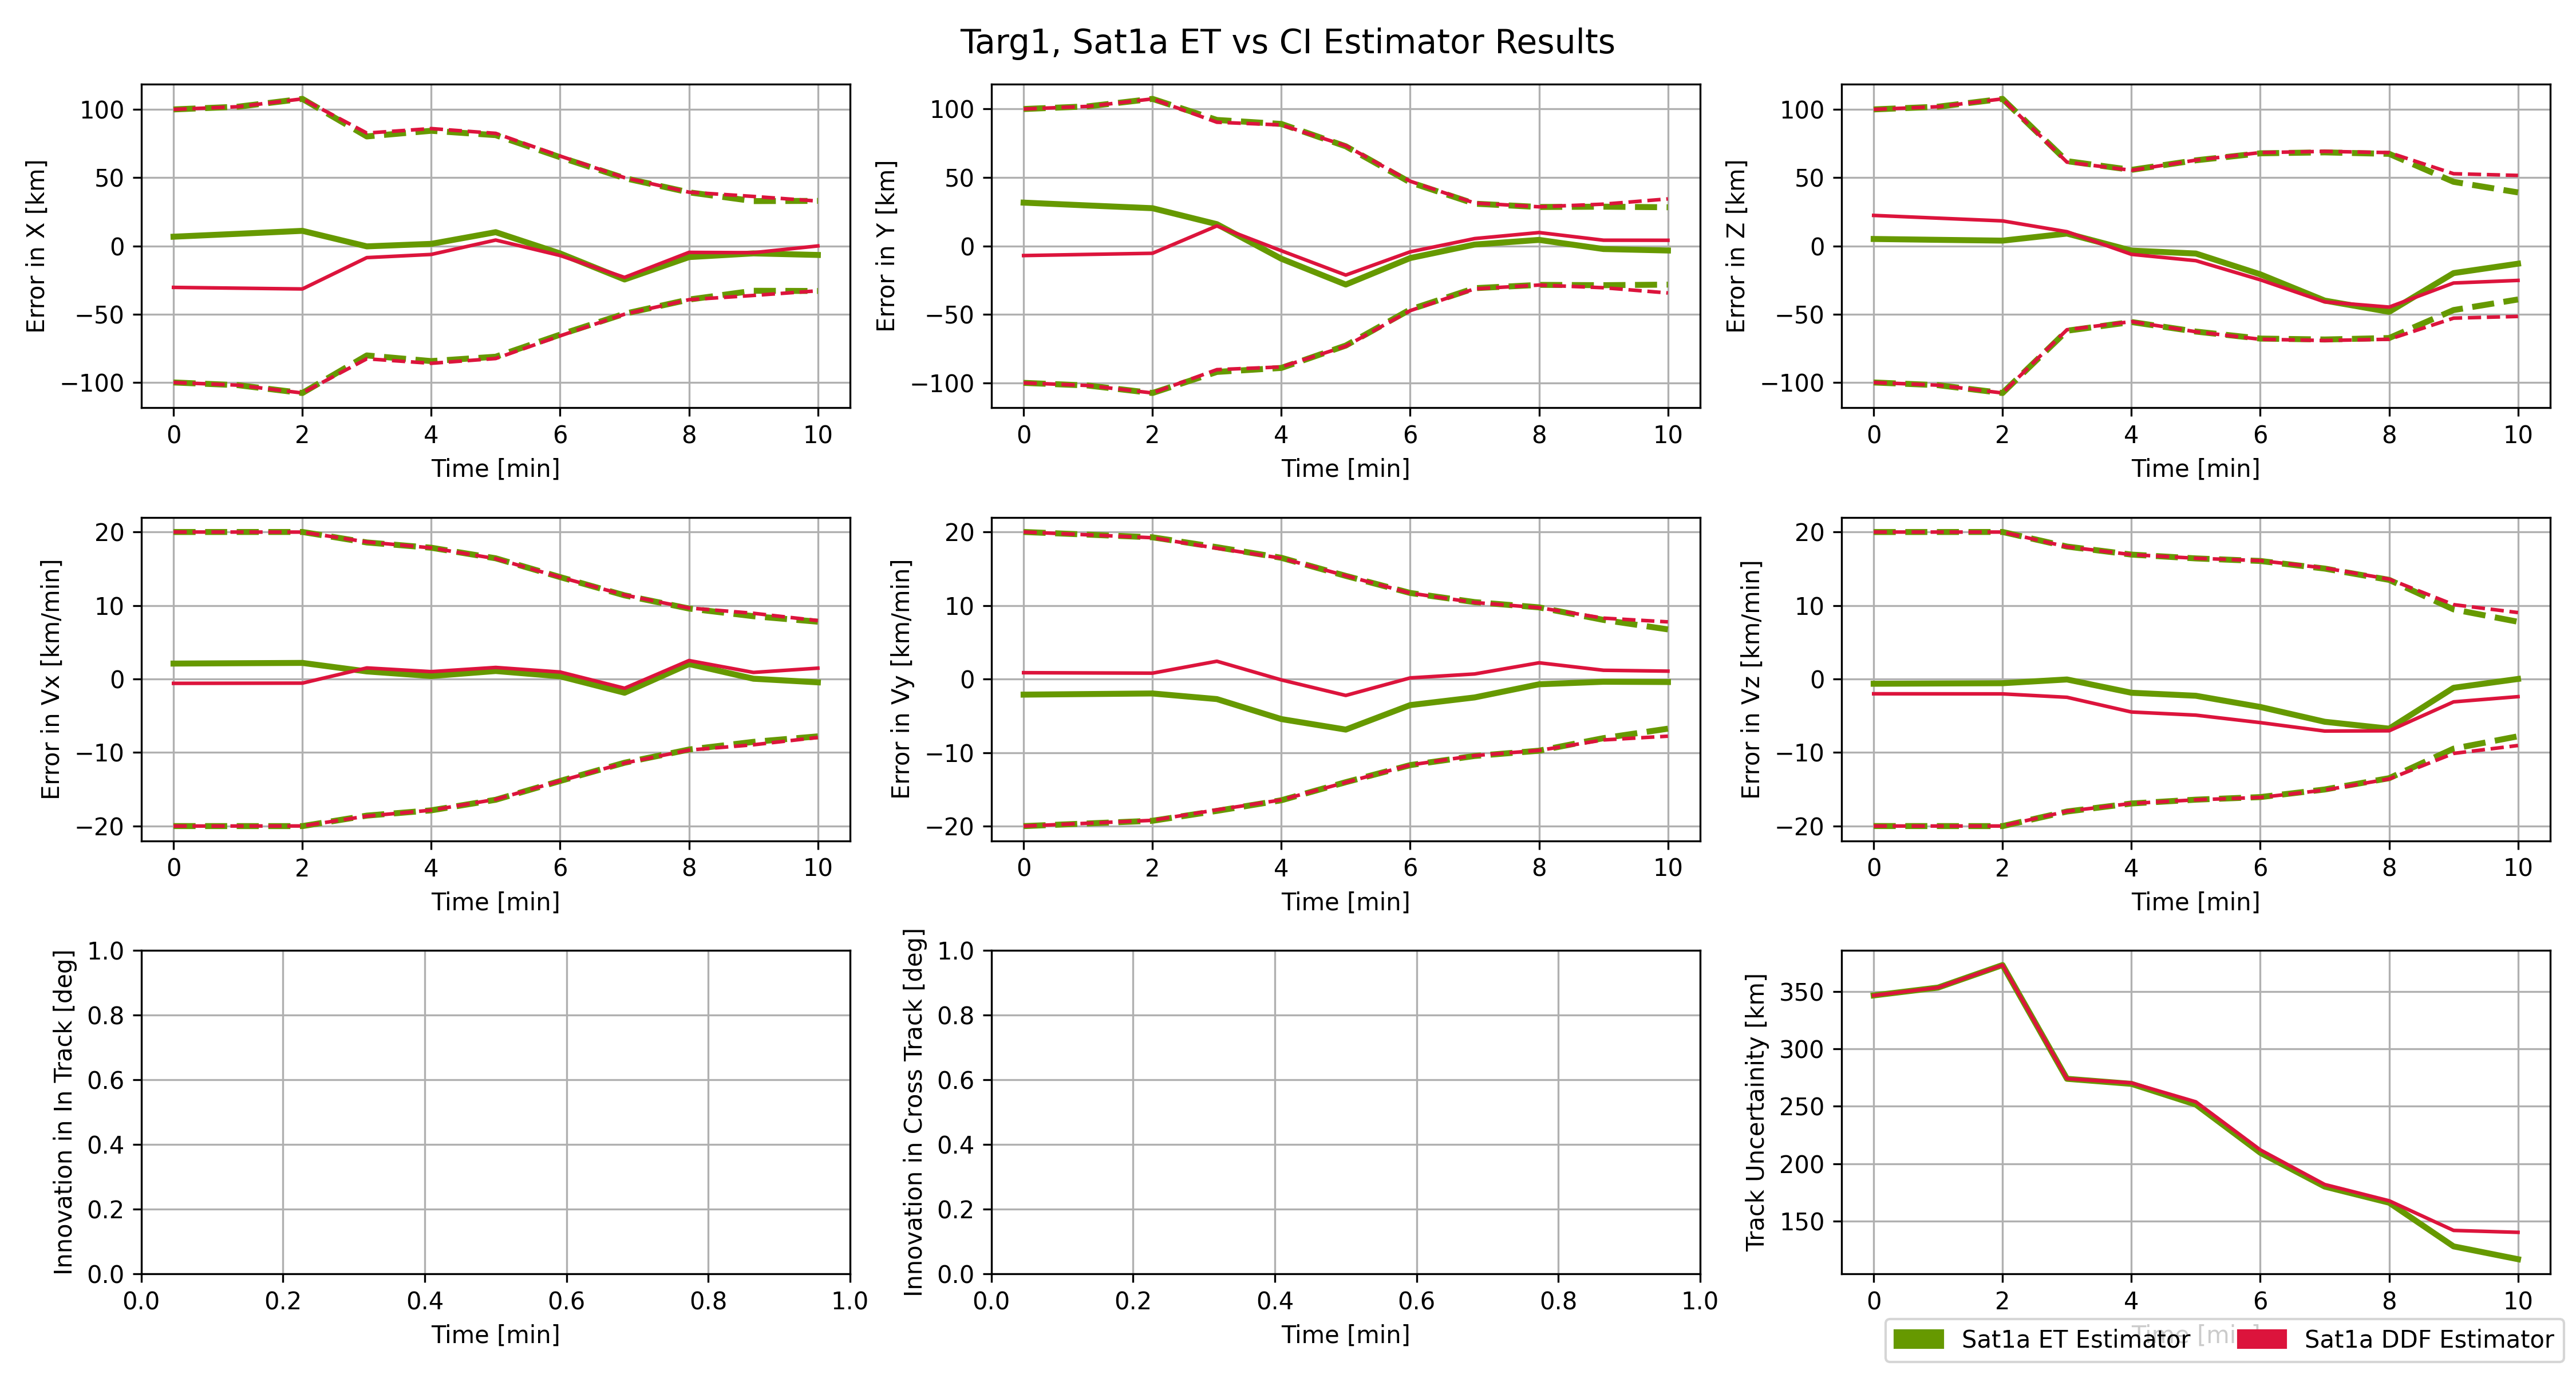 Targ1, Sat1a ET vs CI Estimator Results
Error in X [km]
100
50
0
−50
−100
0 2 4 6 8 10
Time [min]
Error in Y [km]
100
50
0
−50
−100
0 2 4 6 8 10
Time [min]
Error in Z [km]
100
50
0
−50
−100
0 2 4 6 8 10
Time [min]
Error in Vx [km/min]
20
10
0
−10
−20
0 2 4 6 8 10
Time [min]
Error in Vy [km/min]
20
10
0
−10
−20
0 2 4 6 8 10
Time [min]
Error in Vz [km/min]
20
10
0
−10
−20
0 2 4 6 8 10
Time [min]
Innovation in In Track [deg]
1.0
0.8
0.6
0.4
0.2
0.0
0.0 0.2 0.4 0.6 0.8 1.0
Time [min]
Innovation in Cross Track [deg]
1.0
0.8
0.6
0.4
0.2
0.0
0.0 0.2 0.4 0.6 0.8 1.0
Time [min]
Track Uncertainity [km]
350
300
250
200
150
0 2 4 6 8 10
Time [min]
Sat1a ET Estimator
Sat1a DDF Estimator